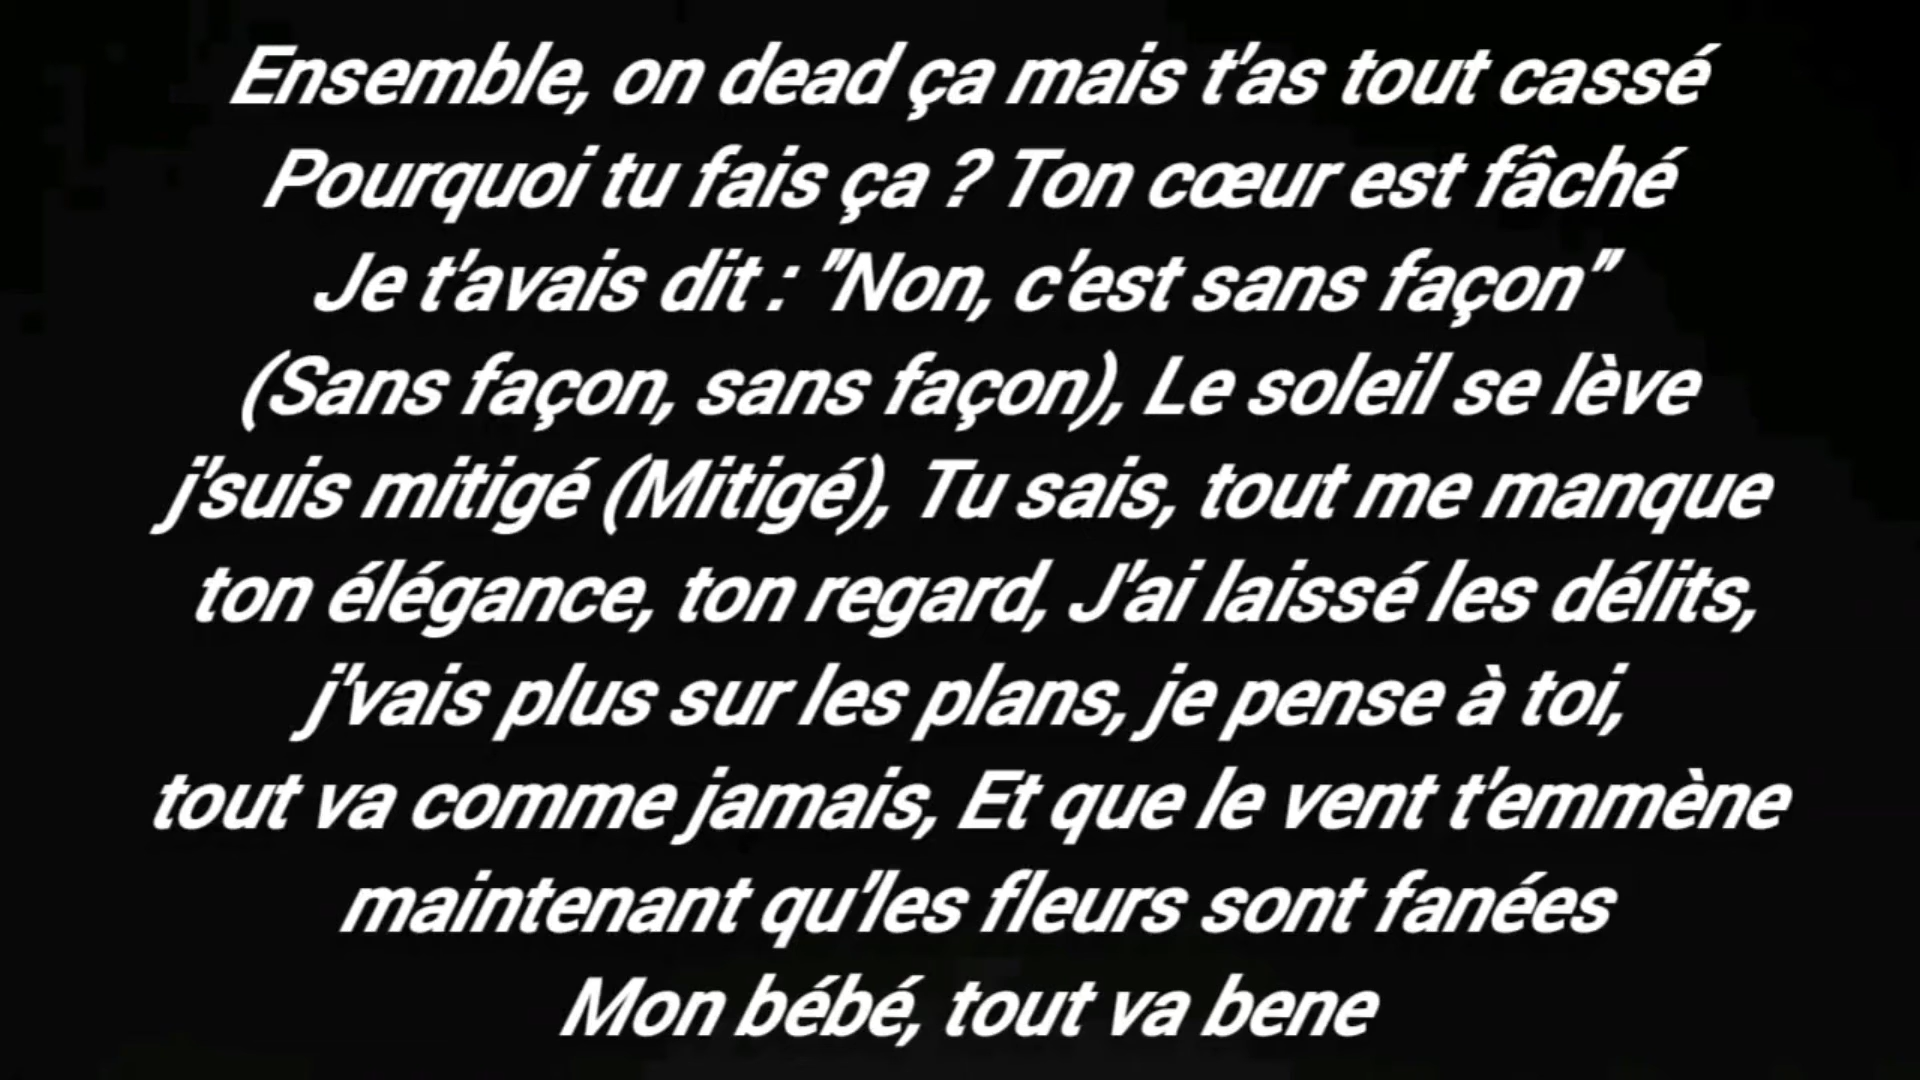 Ensemble, on dead ça mais t'as tout cassé
Pourquoi tu fais ça ? Ton cœur est fâché
Je t'avais dit : "Non, c'est sans façon"
(Sans façon, sans façon), Le soleil se lève
j'suis mitigé (Mitigé), Tu sais, tout me manque
ton élégance, ton regard, J'ai laissé les délits,
j'vais plus sur les plans, je pense à toi,
tout va comme jamais, Et que le vent t'emmène
maintenant qu'les fleurs sont fanées
Mon bébé, tout va bene